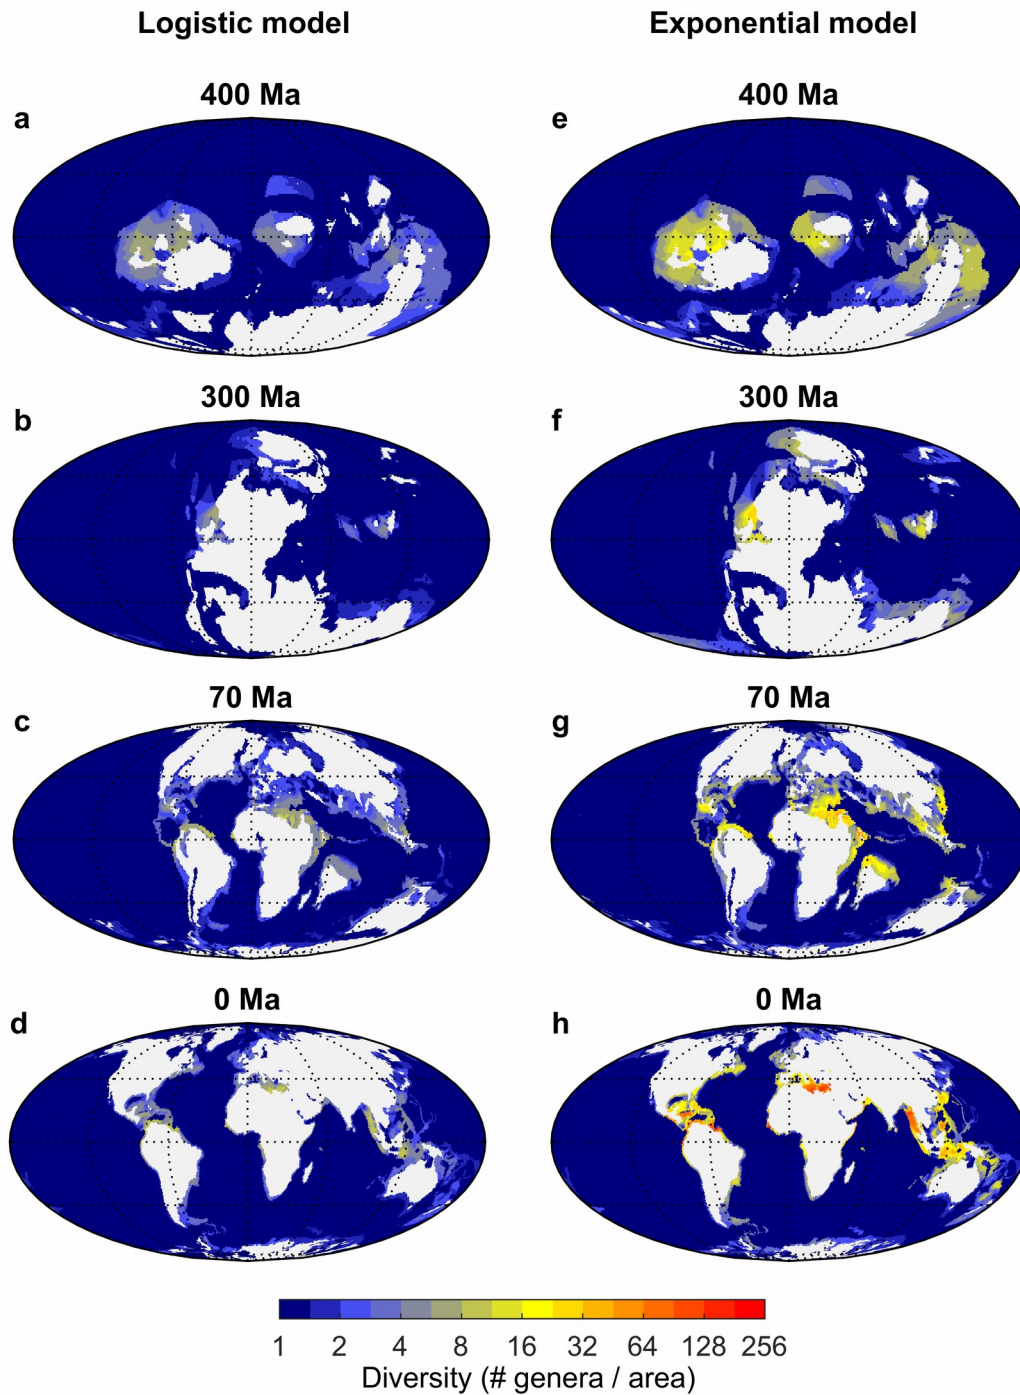 Logistic model
Exponential model
400 Ma
400 Ma
a
e
300 Ma
300 Ma
b
f
70 Ma
70 Ma
c
g
0 Ma
0 Ma
d
h
1 2 4 8 16 32 64 128 256
Diversity (# genera / area)